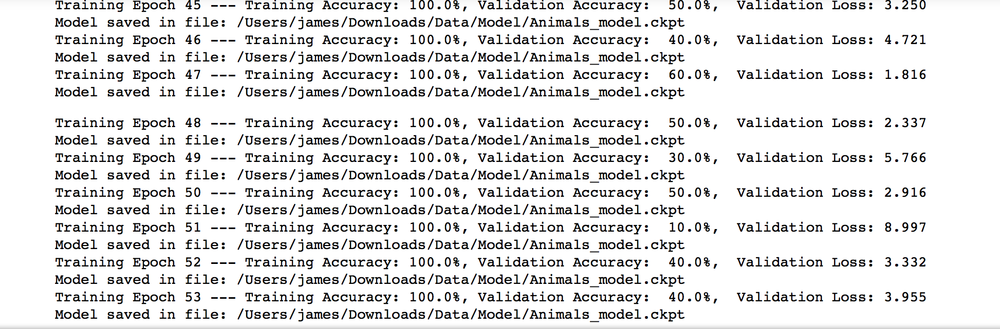 Training Epoch 45 --- Training Accuracy: 100.0%, Validation Accuracy:  50.0%,  Validation Loss: 3.250
Model saved in file: /Users/james/Downloads/Data/Model/Animals_model.ckpt
Training Epoch 46 --- Training Accuracy: 100.0%, Validation Accuracy:  40.0%,  Validation Loss: 4.721
Model saved in file: /Users/james/Downloads/Data/Model/Animals_model.ckpt
Training Epoch 47 --- Training Accuracy: 100.0%, Validation Accuracy:  60.0%,  Validation Loss: 1.816
Model saved in file: /Users/james/Downloads/Data/Model/Animals_model.ckpt
Training Epoch 48 --- Training Accuracy: 100.0%, Validation Accuracy:  50.0%,  Validation Loss: 2.337
Model saved in file: /Users/james/Downloads/Data/Model/Animals_model.ckpt
Training Epoch 49 --- Training Accuracy: 100.0%, Validation Accuracy:  30.0%,  Validation Loss: 5.766
Model saved in file: /Users/james/Downloads/Data/Model/Animals_model.ckpt
Training Epoch 50 --- Training Accuracy: 100.0%, Validation Accuracy:  50.0%,  Validation Loss: 2.916
Model saved in file: /Users/james/Downloads/Data/Model/Animals_model.ckpt
Training Epoch 51 --- Training Accuracy: 100.0%, Validation Accuracy:  10.0%,  Validation Loss: 8.997
Model saved in file: /Users/james/Downloads/Data/Model/Animals_model.ckpt
Training Epoch 52 --- Training Accuracy: 100.0%, Validation Accuracy:  40.0%,  Validation Loss: 3.332
Model saved in file: /Users/james/Downloads/Data/Model/Animals_model.ckpt
Training Epoch 53 --- Training Accuracy: 100.0%, Validation Accuracy:  40.0%,  Validation Loss: 3.955
Model saved in file: /Users/james/Downloads/Data/Model/Animals_model.ckpt